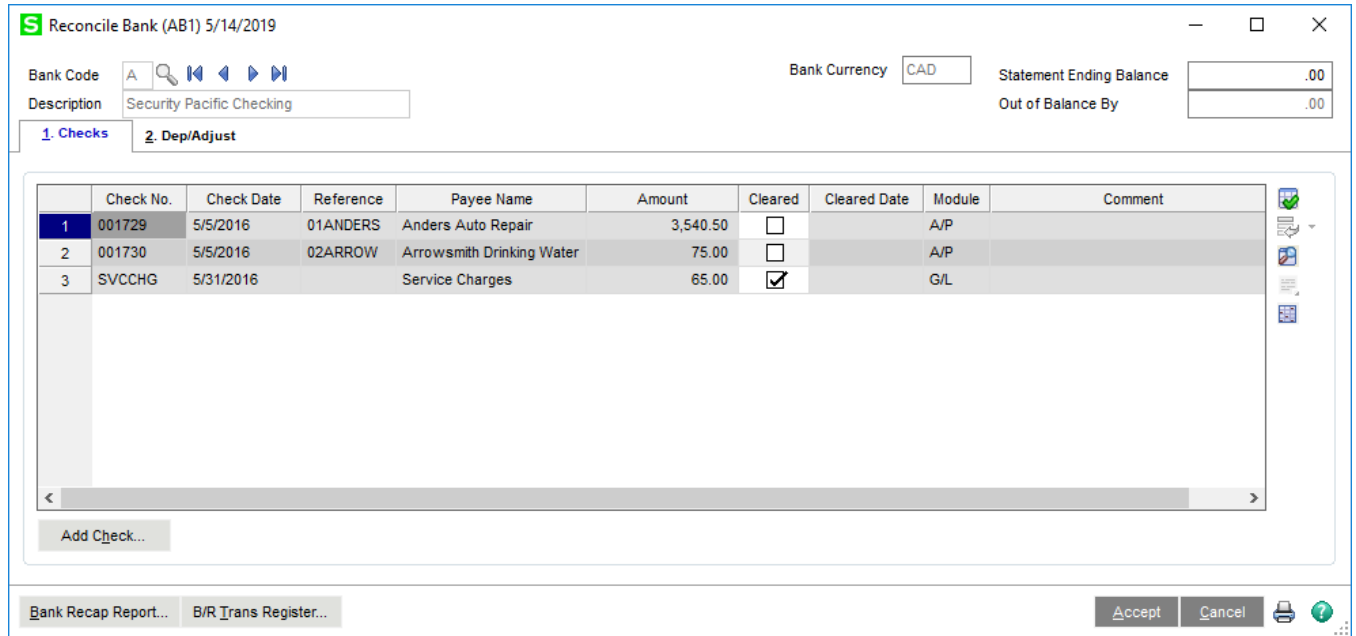 S Reconcile Bank (AB1) 5/14/2019
Bank Code A Bank Currency CAD Statement Ending Balance .00
Description Security Pacific Checking Out of Balance By .00
1. Checks 2. Dep/Adjust
Check No. Check Date Reference Payee Name Amount Cleared Cleared Date Module Comment
1 001729 5/5/2016 01ANDERS Anders Auto Repair 3,540.50 A/P
2 001730 5/5/2016 02ARROW Arrowsmith Drinking Water 75.00 A/P
3 SVCCHG 5/31/2016 Service Charges 65.00 G/L
Add Check...
Bank Recap Report... B/R Trans Register... Accept Cancel ?